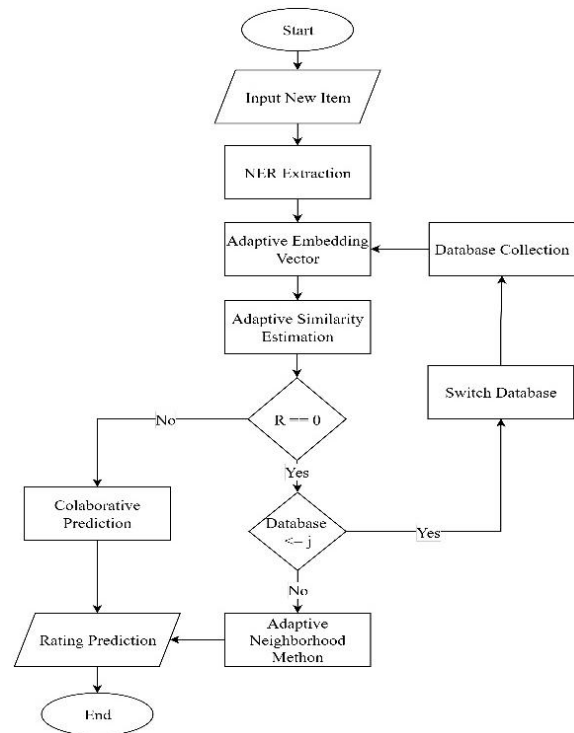 Start
Input New Item
NER Extraction
Adaptive Embedding
Vector
Database Collection
Adaptive Similarity
Estimation
Switch Database
R == 0
No
Yes
Colaborative
Prediction
Database
<= j
Yes
No
Rating Prediction
Adaptive
Neighborhood
Methon
End